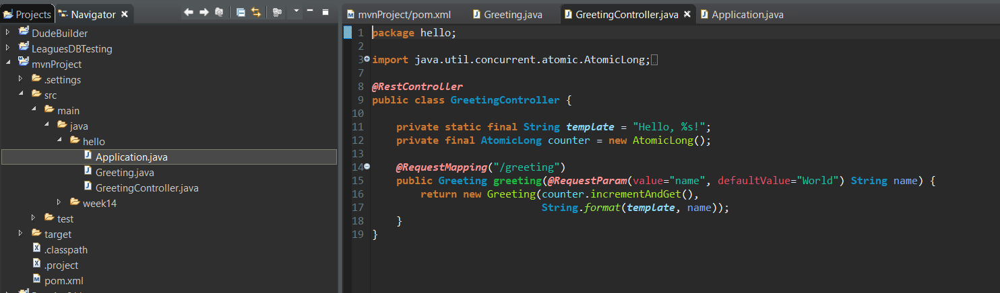 Projects Navigator
DudeBuilder
LeaguesDBTesting
mvnProject
.settings
src
main
java
hello
Application.java
Greeting.java
GreetingController.java
week14
test
target
.classpath
.project
pom.xml
mvnProject/pom.xml Greeting.java GreetingController.java Application.java
1 package hello;
2
3 import java.util.concurrent.atomic.AtomicLong;
7
8 @RestController
9 public class GreetingController {
10
11 private static final String template = "Hello, %s!";
12 private final AtomicLong counter = new AtomicLong();
13
14 @RequestMapping("/greeting")
15 public Greeting greeting(@RequestParam(value="name", defaultValue="World") String name) {
16 return new Greeting(counter.incrementAndGet(),
17 String.format(template, name));
18 }
19 }